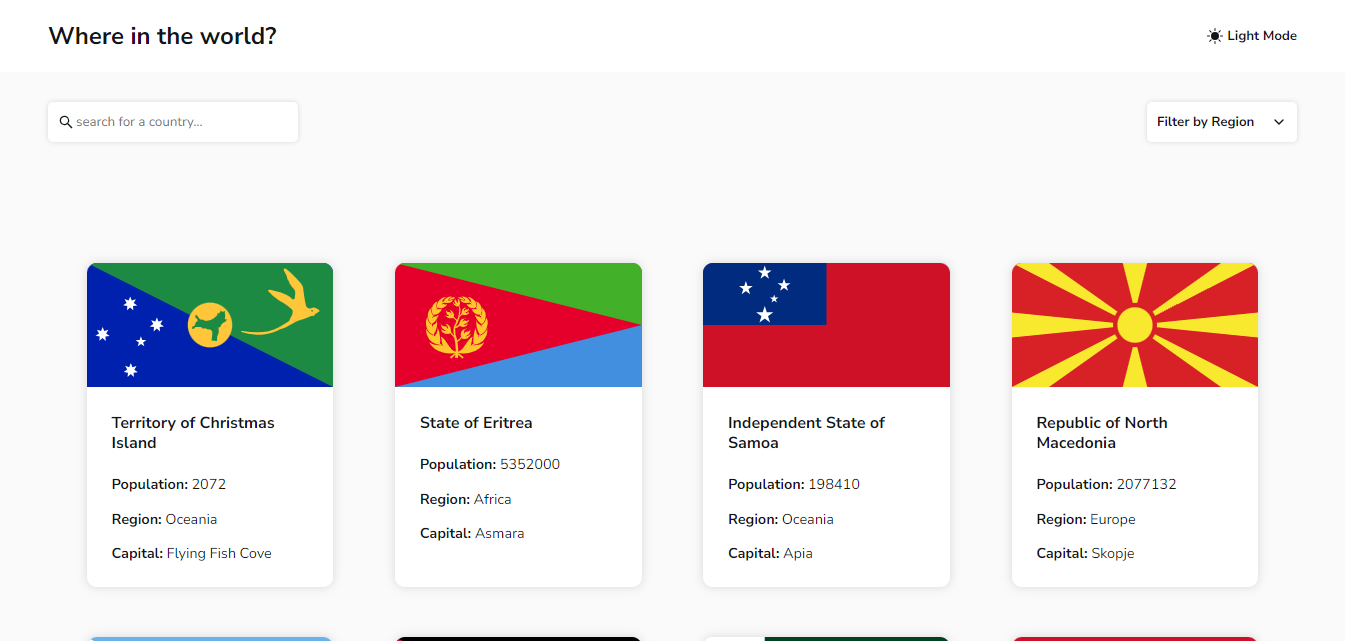 Where in the world?
Light Mode
search for a country...
Filter by Region
Territory of Christmas
Island
Population: 2072
Region: Oceania
Capital: Flying Fish Cove
State of Eritrea
Population: 5352000
Region: Africa
Capital: Asmara
Independent State of
Samoa
Population: 198410
Region: Oceania
Capital: Apia
Republic of North
Macedonia
Population: 2077132
Region: Europe
Capital: Skopje